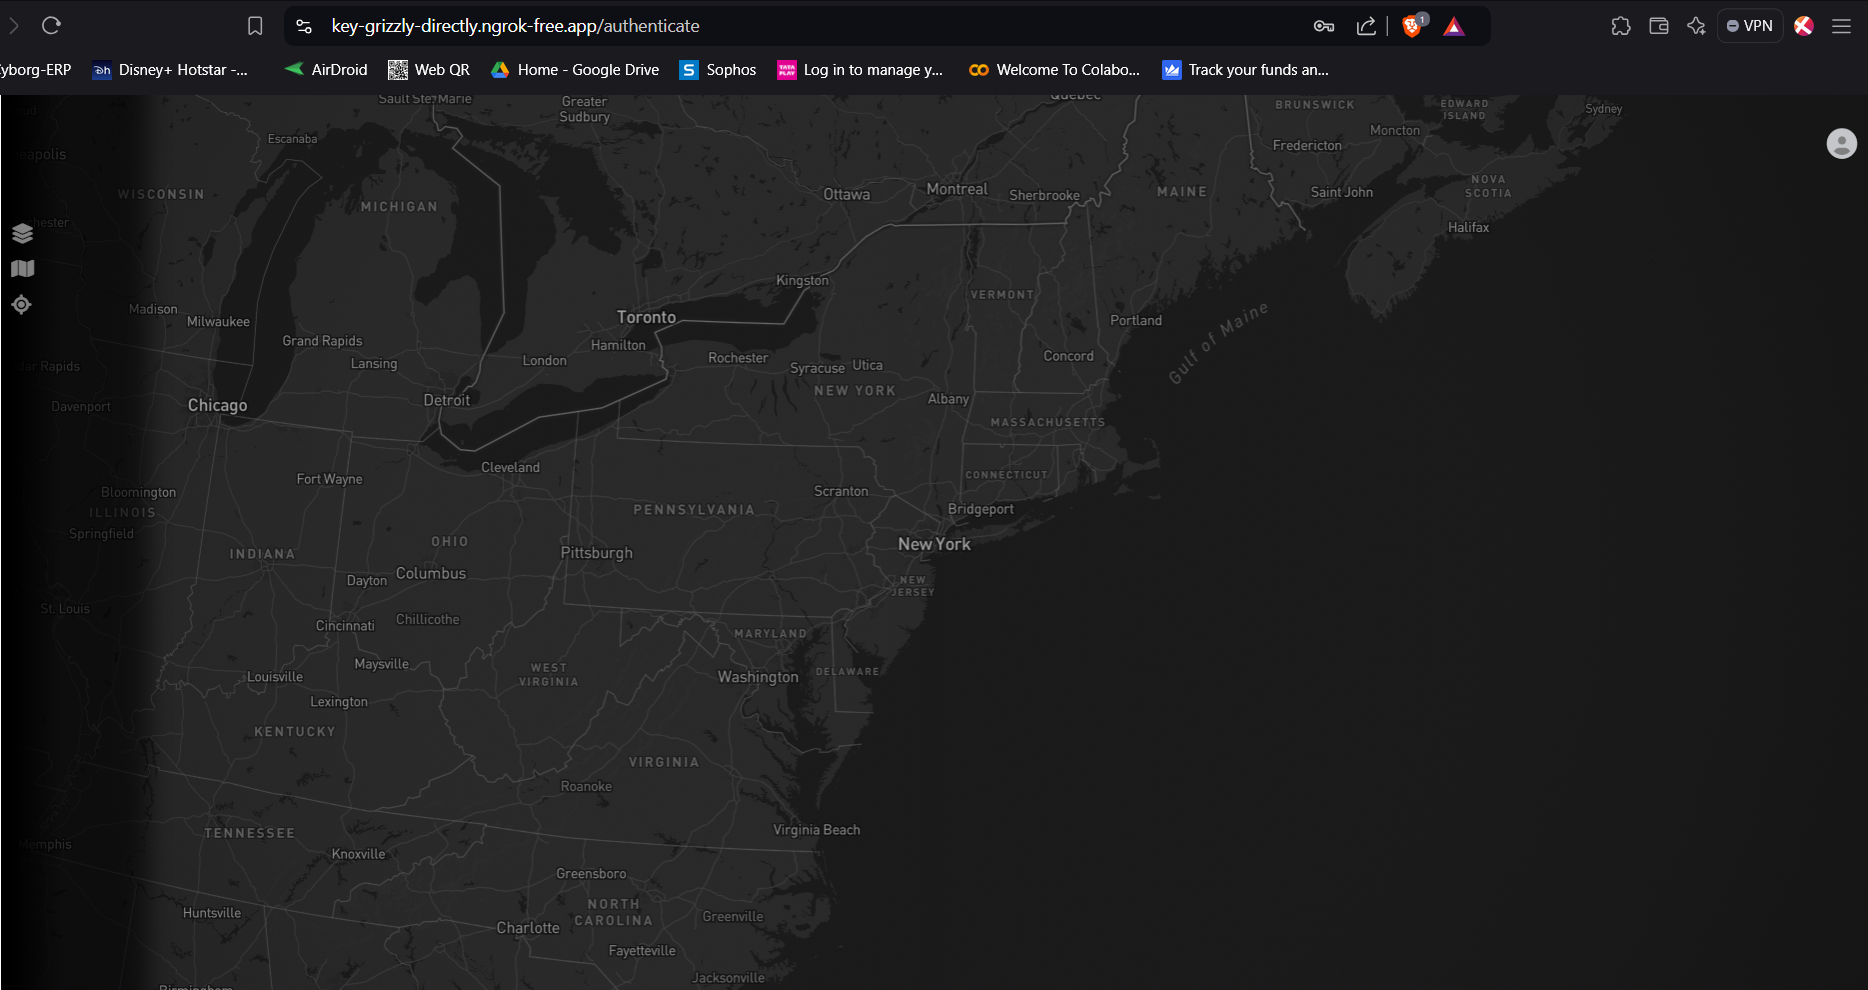 key-grizzly-directly.ngrok-free.app/authenticate
1
VPN
yborg-ERP
Disney+ Hotstar -...
AirDroid
Web QR
Home - Google Drive
Sophos
Log in to manage y...
Welcome To Colabo...
Track your funds an...
Sault Ste. Marie
Greater
Sudbury
Quebec
BRUNSWICK
EDWARD
ISLAND
Sydney
Escanaba
Moncton
Fredericton
eapolis
WISCONSIN
MICHIGAN
Ottawa
Montreal
Sherbrooke
MAINE
Saint John
NOVA
SCOTIA
chester
Halifax
Kingston
VERMONT
Madison
Milwaukee
Toronto
Portland
Gulf of Maine
Grand Rapids
Hamilton
Lansing
London
Rochester
Syracuse
Utica
Concord
dar Rapids
NEW YORK
Davenport
Chicago
Detroit
Albany
MASSACHUSETTS
Cleveland
CONNECTICUT
Fort Wayne
Bloomington
Scranton
ILLINOIS
PENNSYLVANIA
Bridgeport
Springfield
INDIANA
OHIO
Pittsburgh
New York
Dayton
Columbus
NEW
JERSEY
St. Louis
Cincinnati
Chillicothe
MARYLAND
Maysville
WEST
VIRGINIA
Louisville
Washington
DELAWARE
Lexington
KENTUCKY
VIRGINIA
Roanoke
TENNESSEE
Virginia Beach
Memphis
Knoxville
Greensboro
Huntsville
NORTH
CAROLINA
Greenville
Charlotte
Fayetteville
Jacksonville
Birmingham